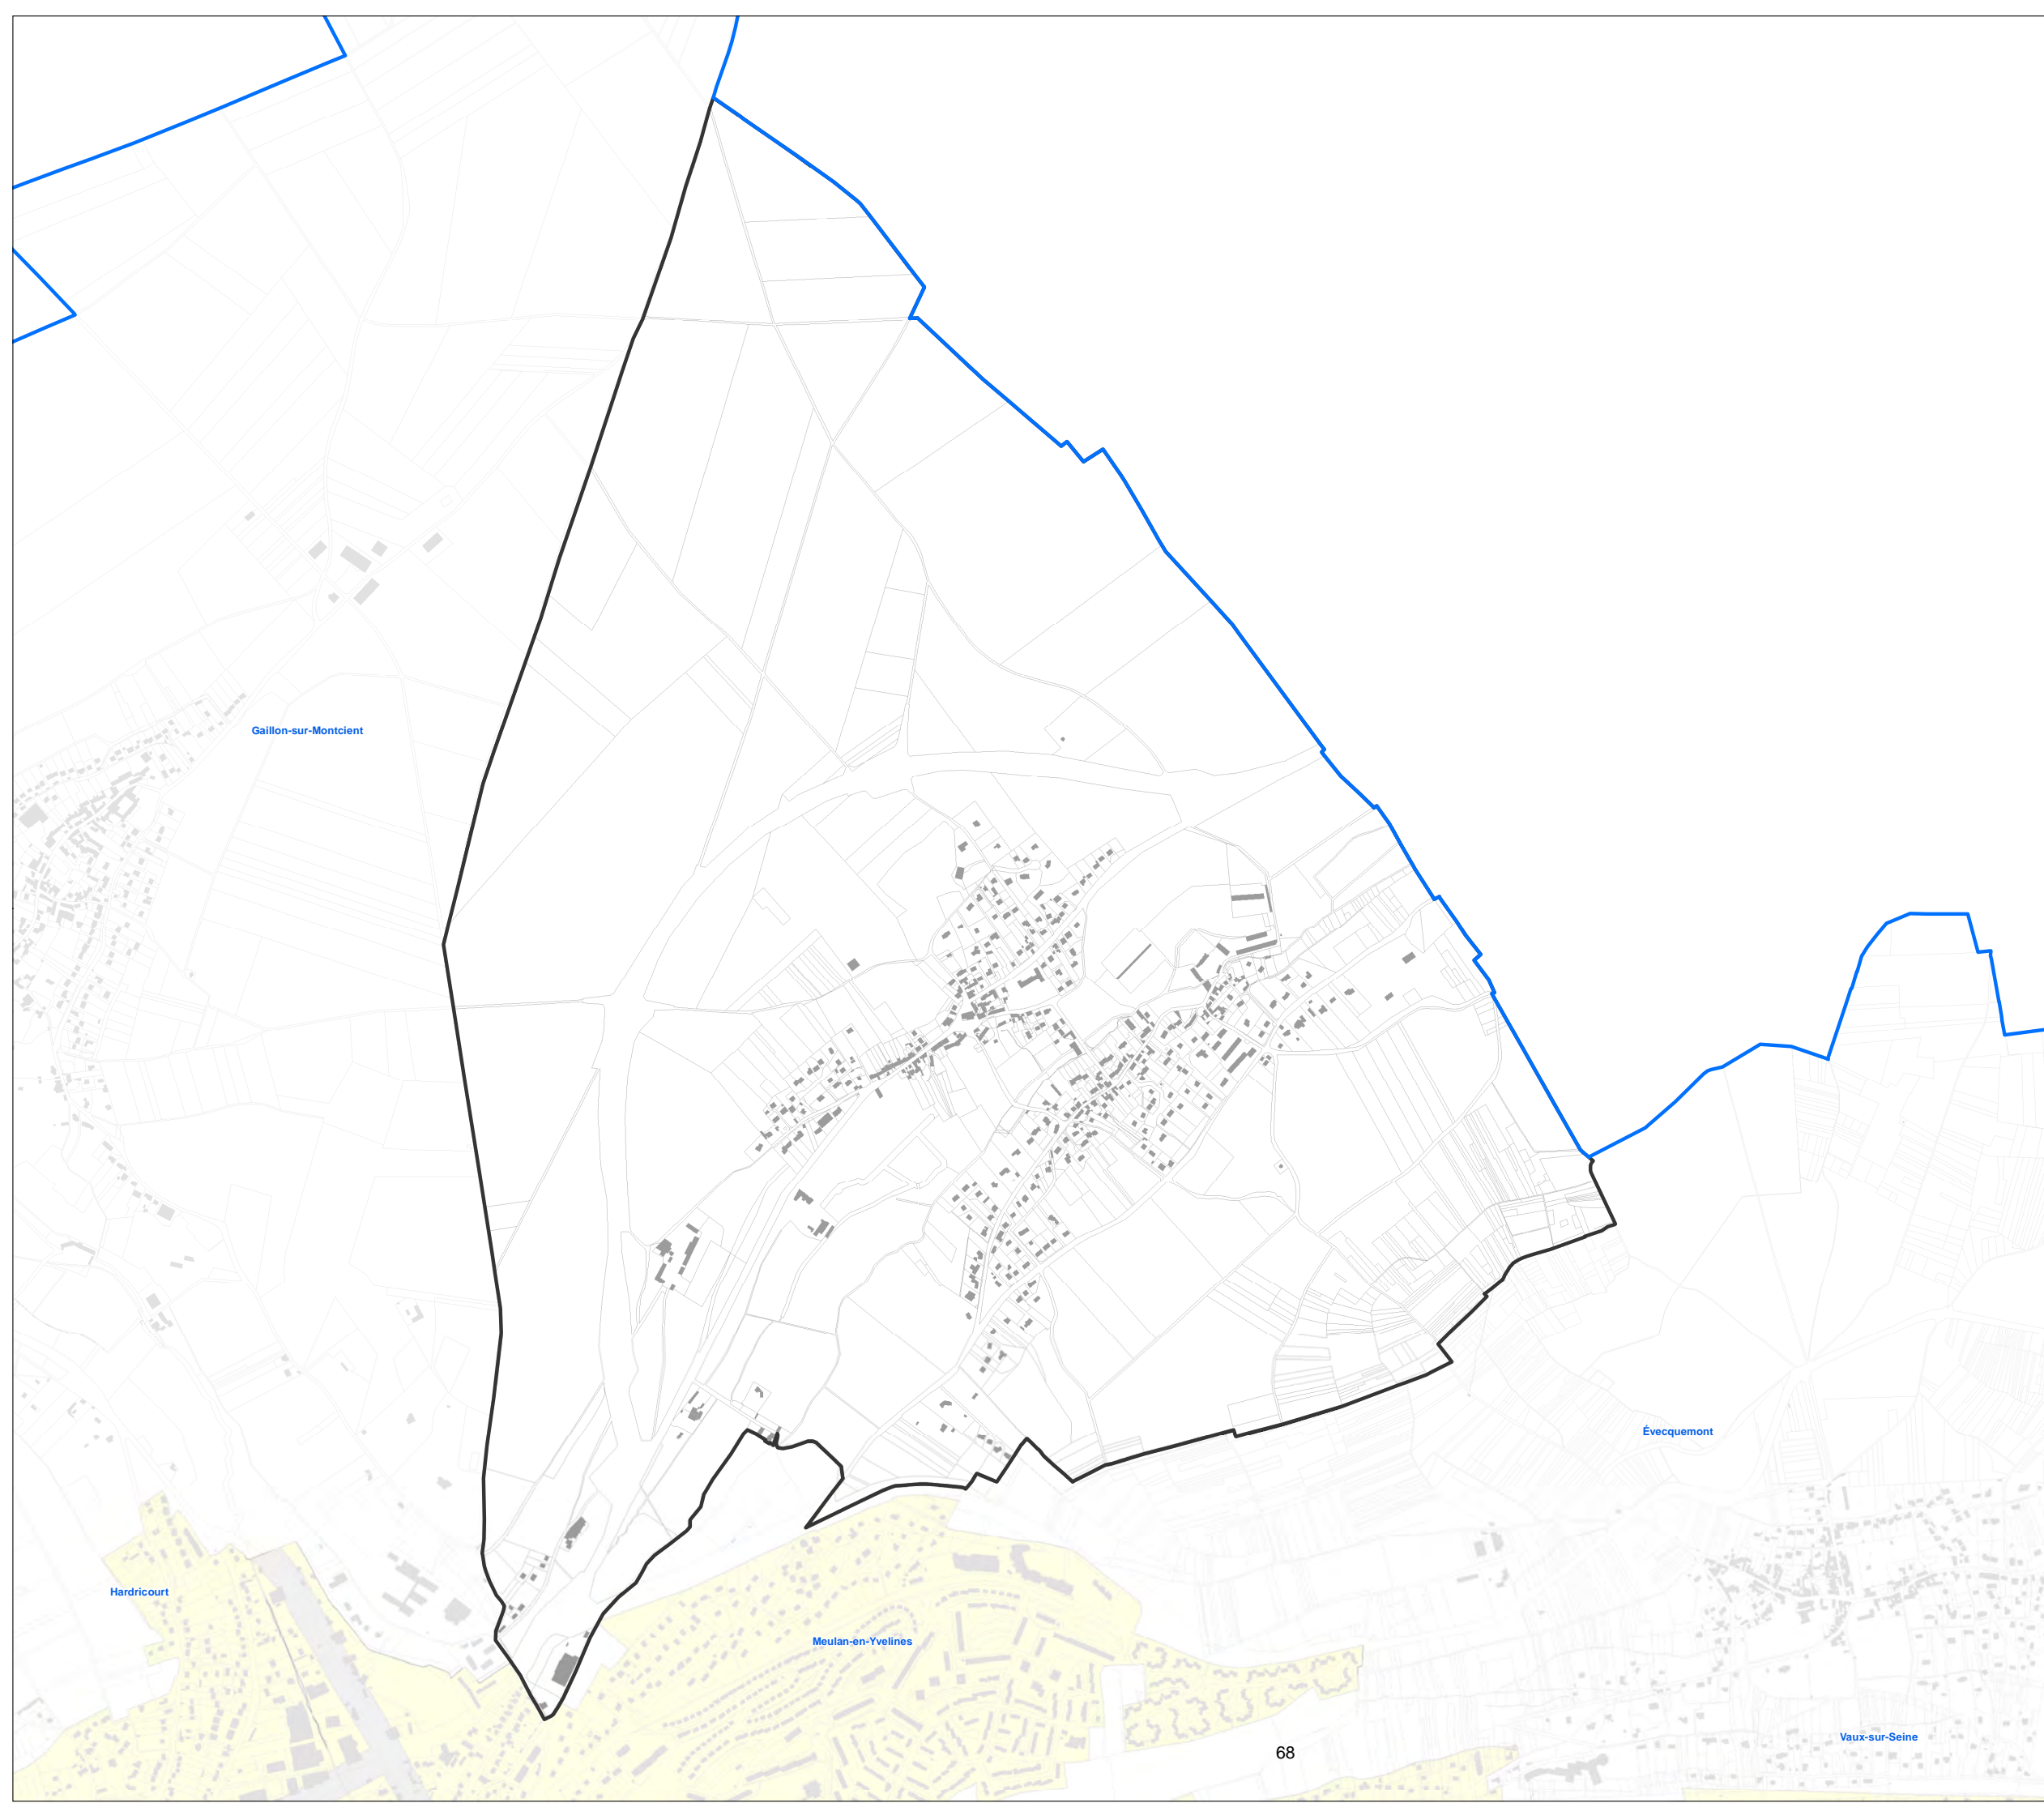 Gaillon-sur-Montcient
Évecquemont
Hardricourt
Meulan-en-Yvelines
Vaux-sur-Seine
68